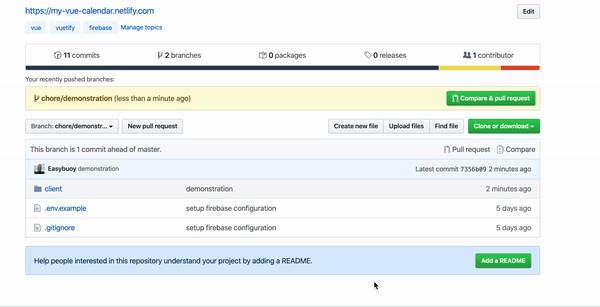 https://my-vue-calendar.netlify.com Edit
vue vuetify firebase Manage topics
11 commits 2 branches 0 packages 0 releases 1 contributor
Your recently pushed branches:
chore/demonstration (less than a minute ago) Compare & pull request
Branch: chore/demonstr... New pull request Create new file Upload files Find file Clone or download
This branch is 1 commit ahead of master. Pull request Compare
Easybuoy demonstration Latest commit 7356b09 2 minutes ago
client demonstration 2 minutes ago
.env.example setup firebase configuration 5 days ago
.gitignore setup firebase configuration 5 days ago
Help people interested in this repository understand your project by adding a README. Add a README